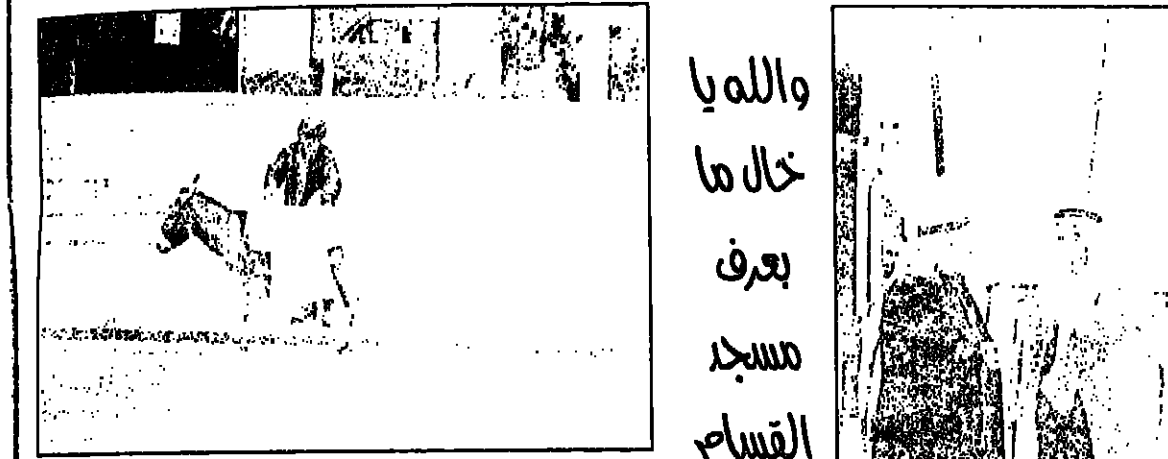 والله يا
خال ما
بعرف
مسجد
القسام